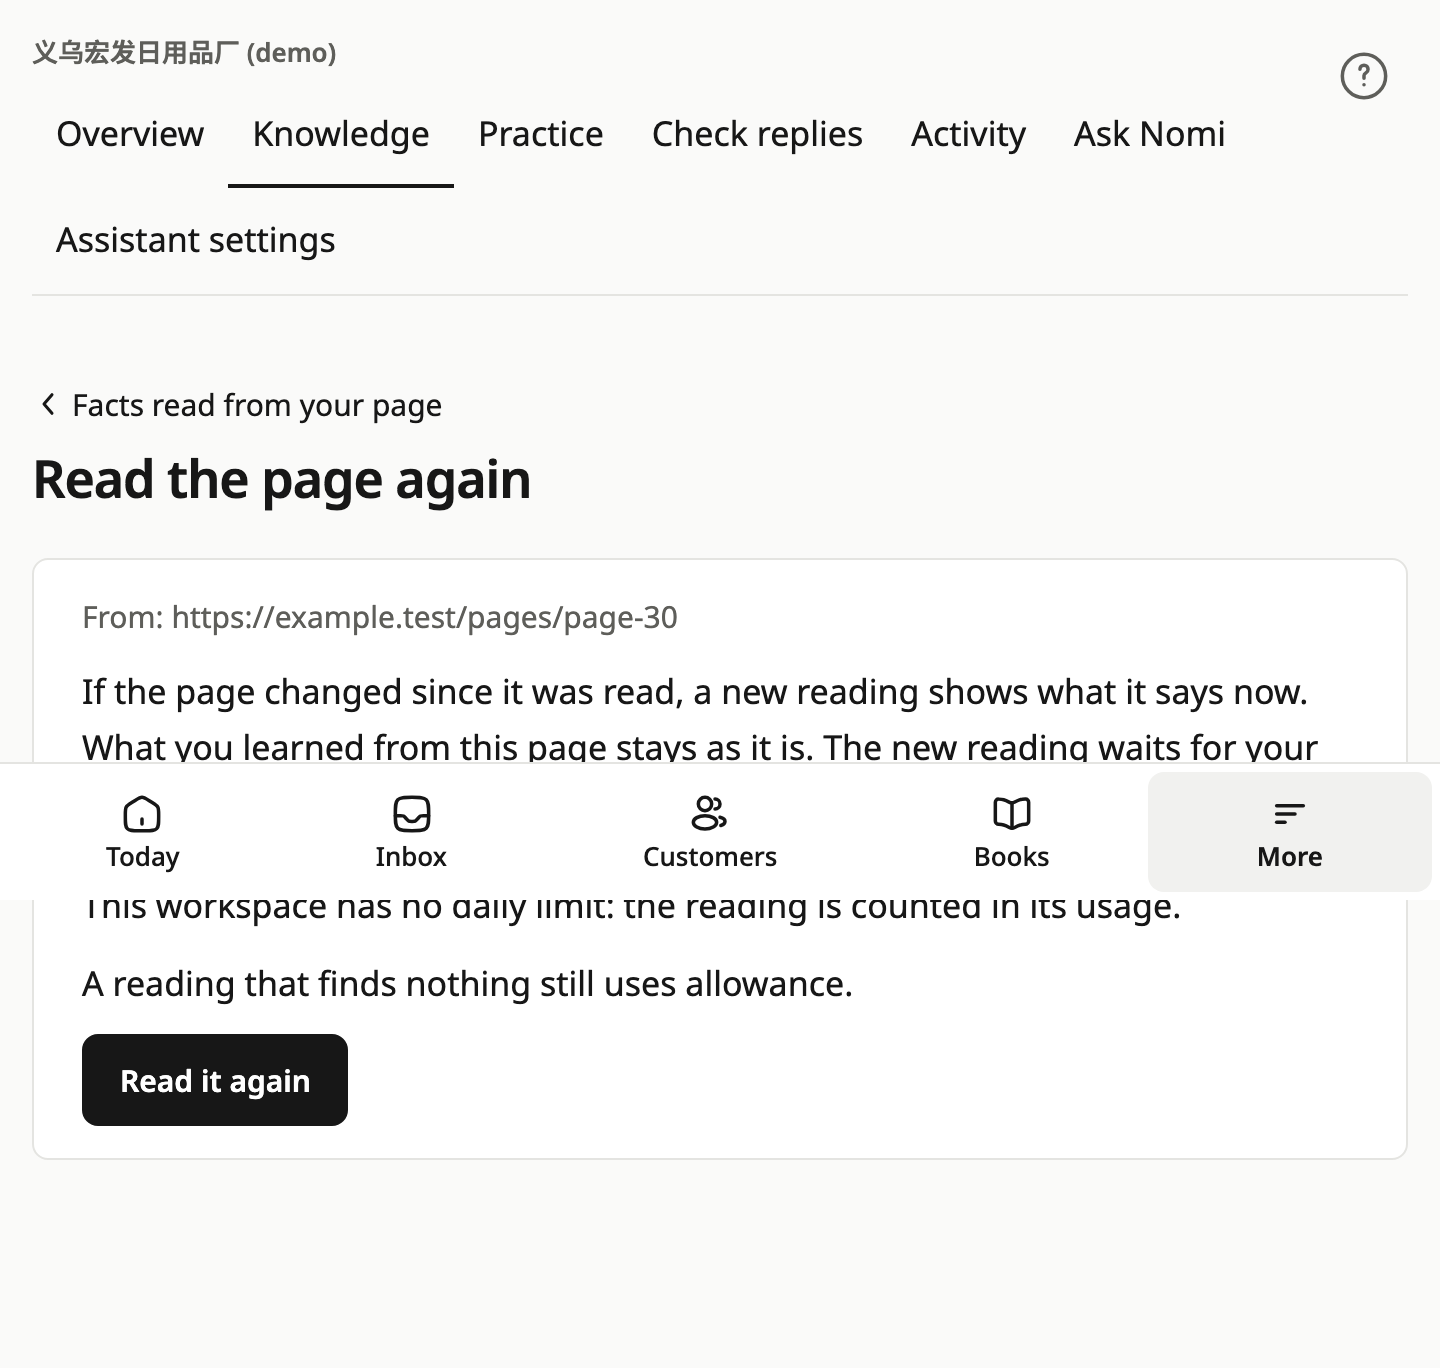 义乌宏发日用品厂 (demo)
Overview Knowledge Practice Check replies Activity Ask Nomi
Assistant settings
Facts read from your page
Read the page again
From: https://example.test/pages/page-30
If the page changed since it was read, a new reading shows what it says now.
What you learned from this page stays as it is. The new reading waits for your
Today Inbox Customers Books More
This workspace has no daily limit: the reading is counted in its usage.
A reading that finds nothing still uses allowance.
Read it again